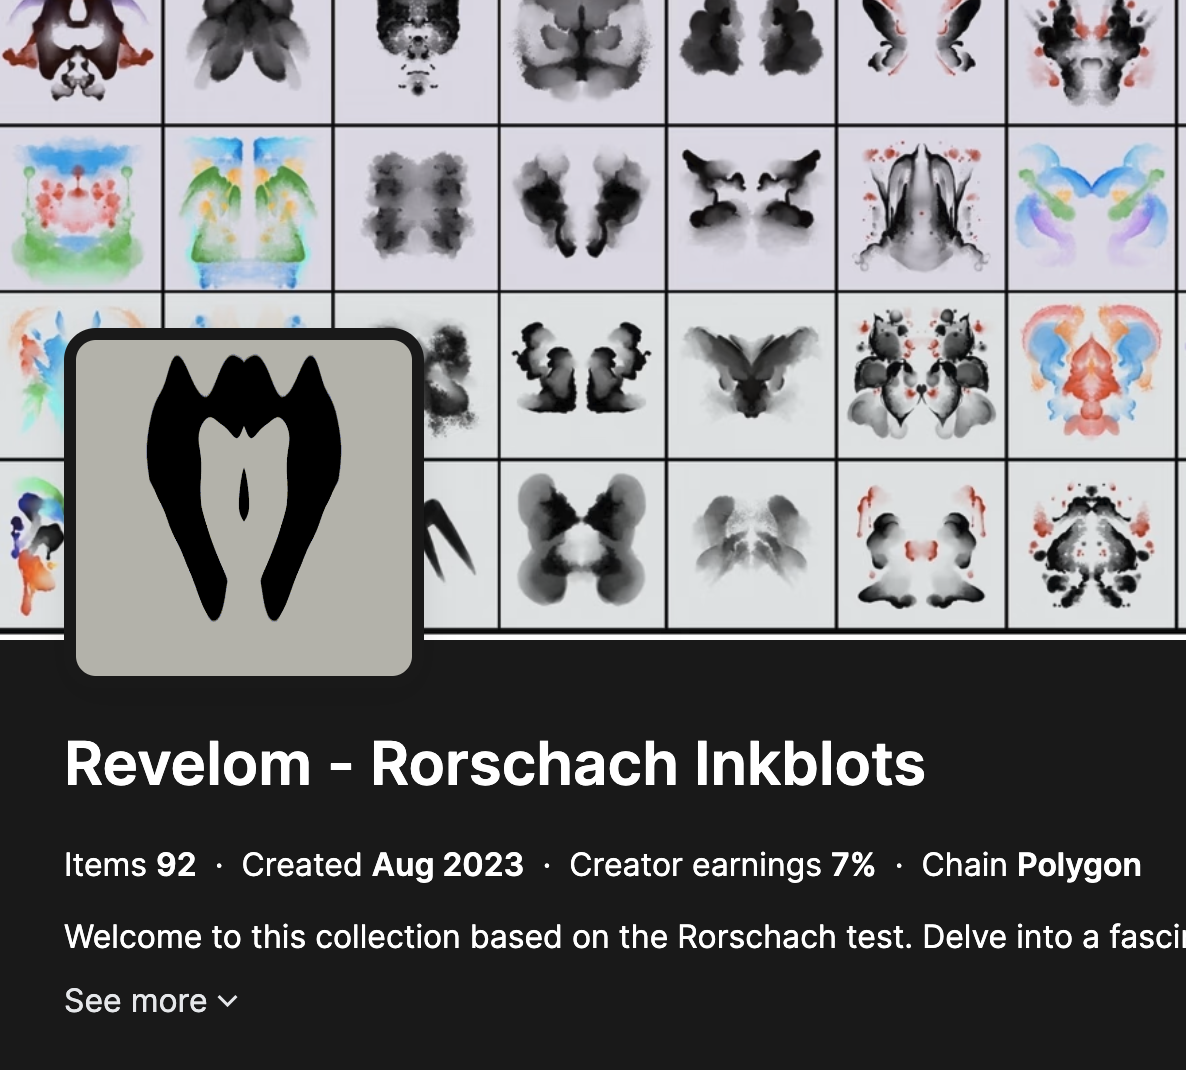 Revelom - Rorschach Inkblots
Items 92 · Created Aug 2023 · Creator earnings 7% · Chain Polygon
Welcome to this collection based on the Rorschach test. Delve into a fascin
See more